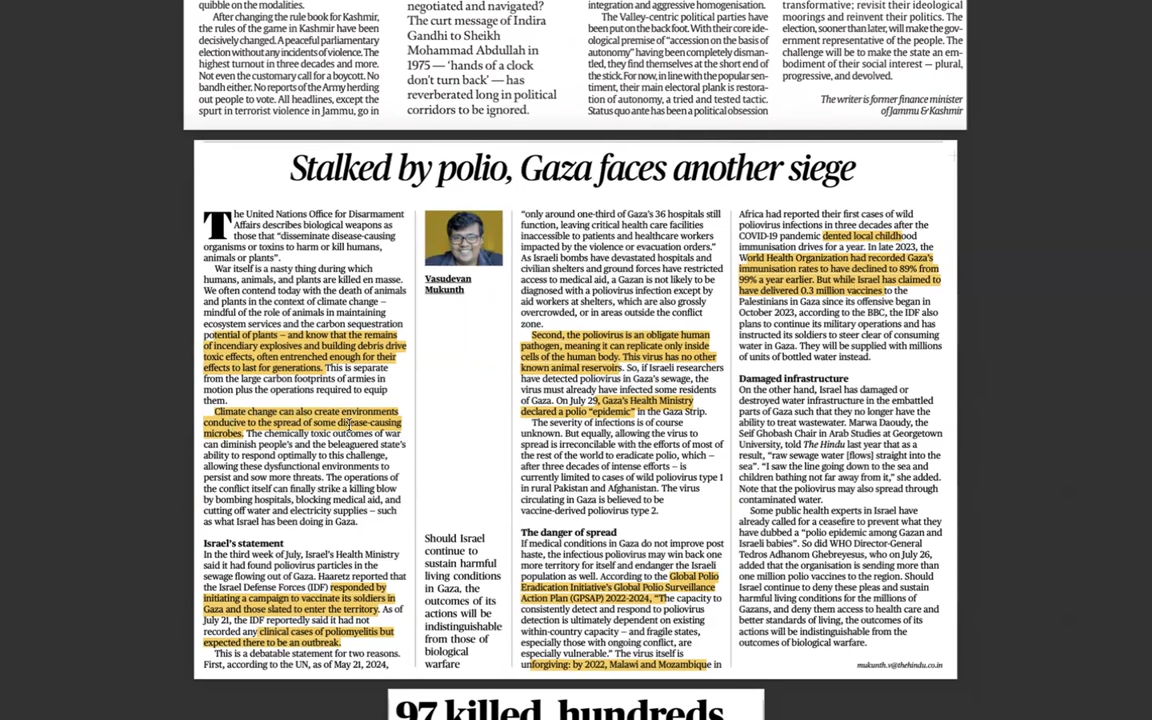 quibble on the modalities.
After changing the rule book for Kashmir,
the rules of the game in Kashmir have been
decisively changed. A peaceful parliamentary
election without any incidents of violence. The
highest turnout in three decades and more.
Not even the customary call for a boycott. No
bandh either. No reports of the Army herding
out people to vote. All headlines, except the
spurt in terrorist violence in Jammu, go in
negotiated and navigated?
The curt message of Indira
Gandhi to Sheikh
Mohammad Abdullah in
1975 — 'hands of a clock
don't turn back' — has
reverberated long in political
corridors to be ignored.
integration and aggressive homogenisation.
The Valley-centric political parties have
been put on the back foot. With their core ide-
ological premise of "accession on the basis of
autonomy" having been completely disman-
tled, they find themselves at the short end of
the stick. For now, in line with the popular sen-
timent, their main electoral plank is restora-
tion of autonomy, a tried and tested tactic.
Status quo ante has been a political obsession
transformative; revisit their ideological
moorings and reinvent their politics. The
election, sooner than later, will make the gov-
ernment representative of the people. The
challenge will be to make the state an em-
bodiment of their social interest — plural,
progressive, and devolved.
The writer is former finance minister
of Jammu & Kashmir
Stalked by polio, Gaza faces another siege
The United Nations Office for Disarmament
Affairs describes biological weapons as
those that "disseminate disease-causing
organisms or toxins to harm or kill humans,
animals or plants".
War itself is a nasty thing during which
humans, animals, and plants are killed en masse.
We often contend today with the death of animals
and plants in the context of climate change —
mindful of the role of animals in maintaining
ecosystem services and the carbon sequestration
potential of plants — and know that the remains
of incendiary explosives and building debris drive
toxic effects, often entrenched enough for their
effects to last for generations. This is separate
from the large carbon footprints of armies in
motion plus the operations required to equip
them.
Climate change can also create environments
conducive to the spread of some disease-causing
microbes. The chemically toxic outcomes of war
can diminish people's and the beleaguered state's
ability to respond optimally to this challenge,
allowing these dysfunctional environments to
persist and sow more threats. The operations of
the conflict itself can finally strike a killing blow
by bombing hospitals, blocking medical aid, and
cutting off water and electricity supplies — such
as what Israel has been doing in Gaza.
Israel's statement
In the third week of July, Israel's Health Ministry
said it had found poliovirus particles in the
sewage flowing out of Gaza. Haaretz reported that
the Israel Defense Forces (IDF) responded by
initiating a campaign to vaccinate its soldiers in
Gaza and those slated to enter the territory. As of
July 21, the IDF reportedly said it had not
recorded any clinical cases of poliomyelitis but
expected there to be an outbreak.
This is a debatable statement for two reasons.
First, according to the UN, as of May 21, 2024,
Vasudevan
Mukunth
Should Israel
continue to
sustain harmful
living conditions
in Gaza, the
outcomes of its
actions will be
indistinguishable
from those of
biological
warfare
"only around one-third of Gaza's 36 hospitals still
function, leaving critical health care facilities
inaccessible to patients and healthcare workers
impacted by the violence or evacuation orders."
As Israeli bombs have devastated hospitals and
civilian shelters and ground forces have restricted
access to medical aid, a Gazan is not likely to be
diagnosed with a poliovirus infection except by
aid workers at shelters, which are also grossly
overcrowded, or in areas outside the conflict
zone.
Second, the poliovirus is an obligate human
pathogen, meaning it can replicate only inside
cells of the human body. This virus has no other
known animal reservoirs. So, if Israeli researchers
have detected poliovirus in Gaza's sewage, the
virus must already have infected some residents
of Gaza. On July 29, Gaza's Health Ministry
declared a polio "epidemic" in the Gaza Strip.
The severity of infections is of course
unknown. But equally, allowing the virus to
spread is irreconcilable with the efforts of most of
the rest of the world to eradicate polio, which —
after three decades of intense efforts — is
currently limited to cases of wild poliovirus type 1
in rural Pakistan and Afghanistan. The virus
circulating in Gaza is believed to be
vaccine-derived poliovirus type 2.
The danger of spread
If medical conditions in Gaza do not improve post
haste, the infectious poliovirus may win back one
more territory for itself and endanger the Israeli
population as well. According to the Global Polio
Eradication Initiative's Global Polio Surveillance
Action Plan (GPSAP) 2022-2024, "The capacity to
consistently detect and respond to poliovirus
detection is ultimately dependent on existing
within-country capacity — and fragile states,
especially those with ongoing conflict, are
especially vulnerable." The virus itself is
unforgiving: by 2022, Malawi and Mozambique in
Africa had reported their first cases of wild
poliovirus infections in three decades after the
COVID-19 pandemic dented local childhood
immunisation drives for a year. In late 2023, the
World Health Organization had recorded Gaza's
immunisation rates to have declined to 89% from
99% a year earlier. But while Israel has claimed to
have delivered 0.3 million vaccines to the
Palestinians in Gaza since its offensive began in
October 2023, according to the BBC, the IDF also
plans to continue its military operations and has
instructed its soldiers to steer clear of consuming
water in Gaza. They will be supplied with millions
of units of bottled water instead.
Damaged infrastructure
On the other hand, Israel has damaged or
destroyed water infrastructure in the embattled
parts of Gaza such that they no longer have the
ability to treat wastewater. Marwa Daoudy, the
Seif Ghobash Chair in Arab Studies at Georgetown
University, told The Hindu last year that as a
result, "raw sewage water [flows] straight into the
sea". "I saw the line going down to the sea and
children bathing not far away from it," she added.
Note that the poliovirus may also spread through
contaminated water.
Some public health experts in Israel have
already called for a ceasefire to prevent what they
have dubbed a "polio epidemic among Gazan and
Israeli babies". So did WHO Director-General
Tedros Adhanom Ghebreyesus, who on July 26,
added that the organisation is sending more than
one million polio vaccines to the region. Should
Israel continue to deny these pleas and sustain
harmful living conditions for the millions of
Gazans, and deny them access to health care and
better standards of living, the outcomes of its
actions will be indistinguishable from the
outcomes of biological warfare.
mukunth.v@thehindu.co.in
97 killed, hundreds